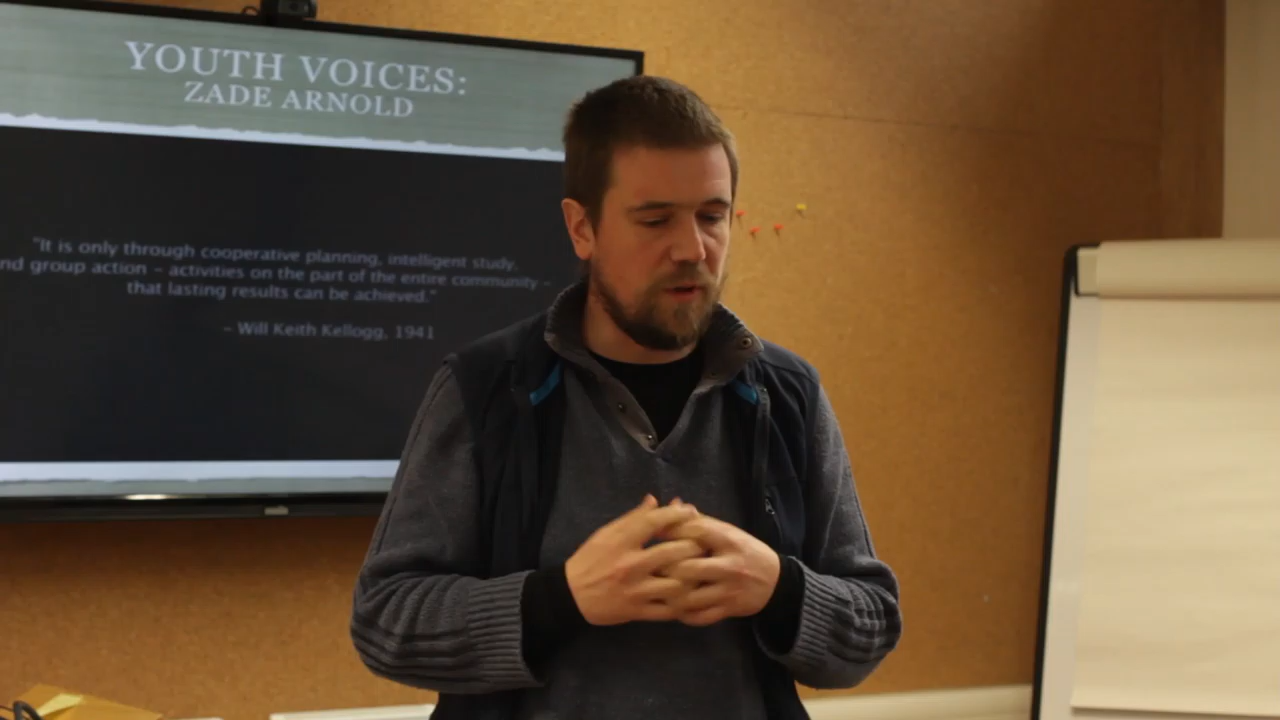 YOUTH VOICES:
ZADE ARNOLD
"It is only through cooperative planning, intelligent study,
group action – activities on the part of the entire community –
that lasting results can be achieved."
– Will Keith Kellogg, 1941